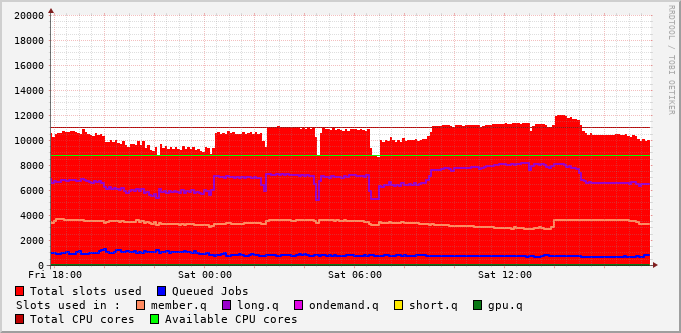 20000
18000
16000
14000
12000
10000
8000
6000
4000
2000
0
Fri 18:00 Sat 00:00 Sat 06:00 Sat 12:00
Total slots used Queued Jobs
Slots used in : member.q long.q ondemand.q short.q gpu.q
Total CPU cores Available CPU cores
RRDTOOL / TOBI OETIKER